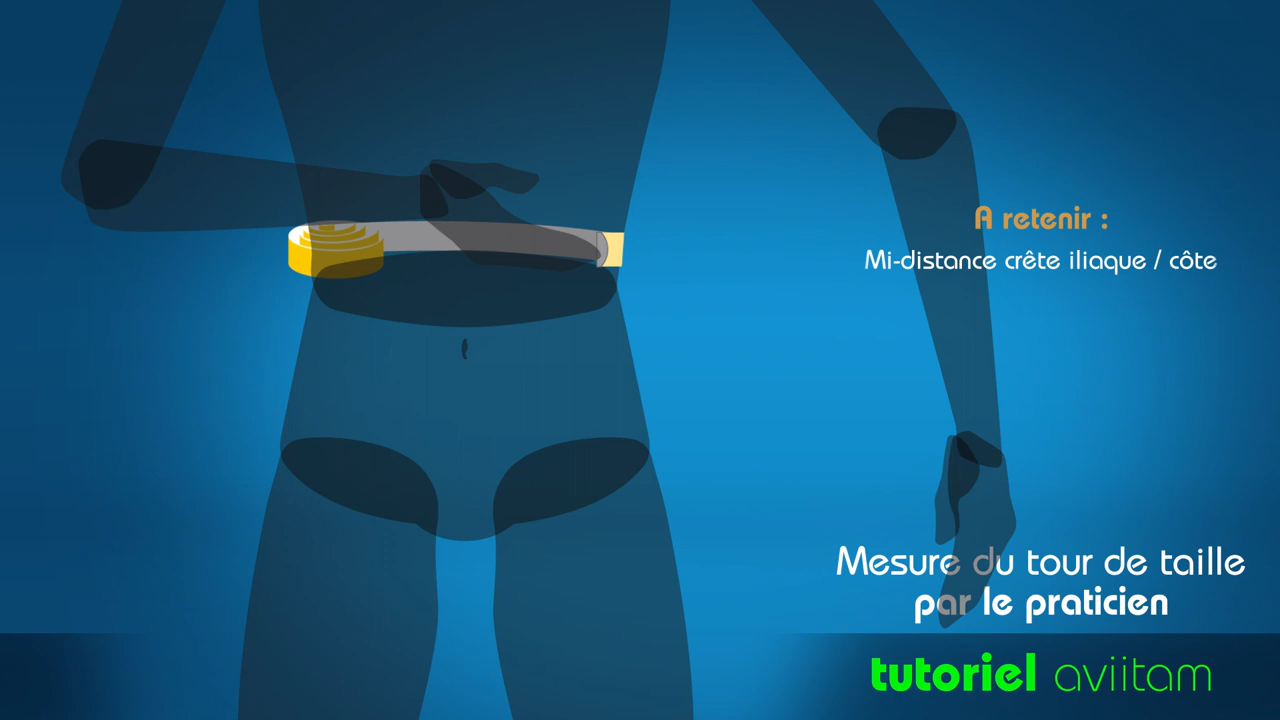 A retenir :
Mi-distance crête iliaque / côte
Mesure du tour de taille
par le praticien
tutoriel aviitam